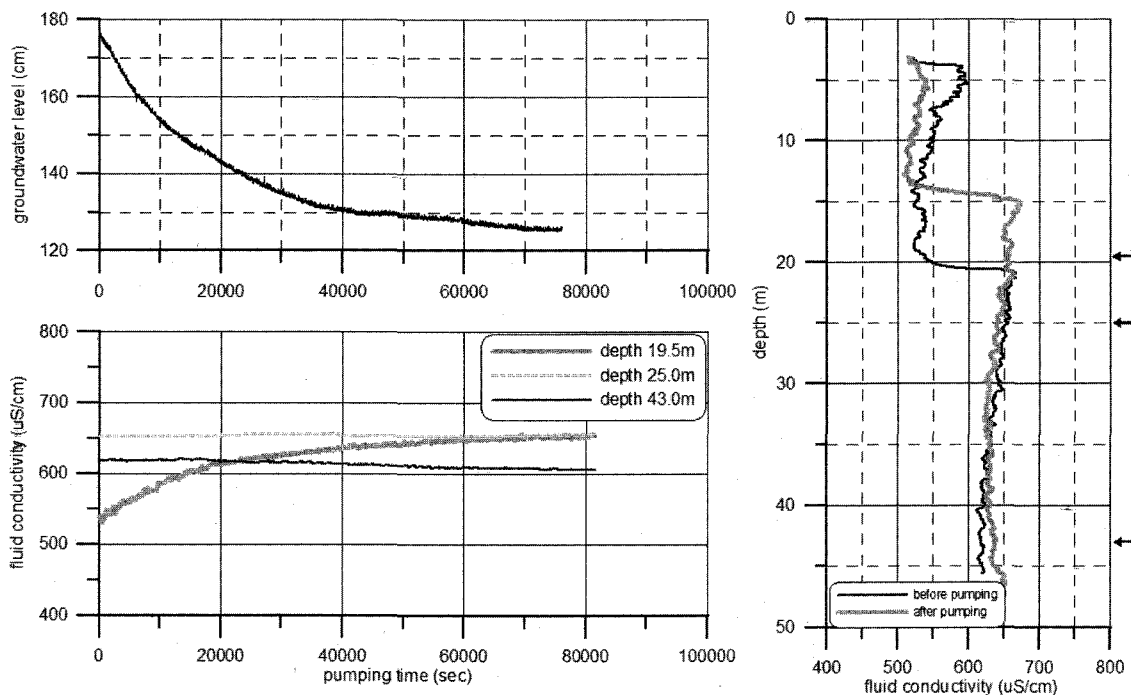 180
170
160
150
140
130
120
groundwater level (cm)
0 20000 40000 60000 80000 100000
800
700
600
500
400
fluid conductivity (uS/cm)
depth 19.5m
depth 25.0m
depth 43.0m
0 20000 40000 60000 80000 100000
pumping time (sec)
0
10
20
30
40
50
depth (m)
before pumping
after pumping
400 500 600 700 800
fluid conductivity (uS/cm)